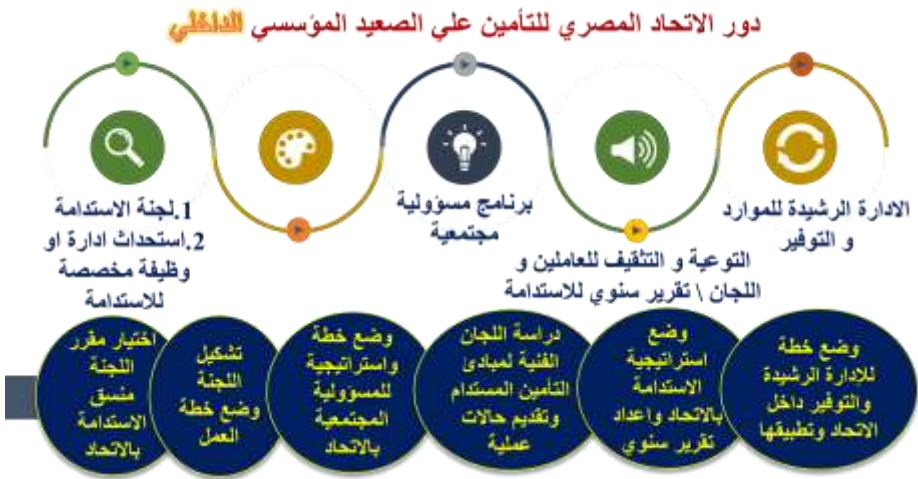 دور الاتحاد المصري للتأمين علي الصعيد المؤسسي الداخلي
الادارة الرشيدة للموارد
و التوفير
التوعية و التثقيف للعاملين و
اللجان \ تقرير سنوي للاستدامة
برنامج مسؤولية
مجتمعية
1.لجنة الاستدامة
2.استحداث ادارة او
وظيفة مخصصة
للاستدامة
وضع خطة
للادارة الرشيدة
والتوفير داخل
الاتحاد وتطبيقها
وضع
استراتيجية
الاستدامة
بالاتحاد واعداد
تقرير سنوي
دراسة اللجان
الفنية لمبادئ
التأمين المستدام
وتقديم حالات
عملية
وضع خطة
واستراتيجية
للمسؤولية
المجتمعية
بالاتحاد
تشكيل
اللجنة
وضع خطة
العمل
اختيار مقرر
اللجنة
منسق
الاستدامة
بالاتحاد